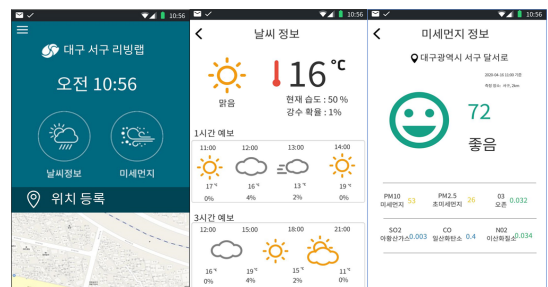 10:56
대구 서구 리빙랩
오전 10:56
날씨정보
미세먼지
위치 등록
10:56
날씨 정보
맑음
16 °C
현재 습도 : 50 %
강수 확률 : 1%
1시간 예보
11:00 12:00 13:00 14:00
17℃ 16℃ 13℃ 19℃
0% 4% 2% 0%
3시간 예보
12:00 15:00 18:00 21:00
16℃ 19℃ 15℃ 11℃
0% 4% 2% 0%
10:56
미세먼지 정보
대구광역시 서구 달서로
72
좋음
PM10 미세먼지 53
PM2.5 초미세먼지 26
03 오존 0.032
SO2 아황산가스 0.003
CO 일산화탄소 0.4
NO2 이산화질소 0.034